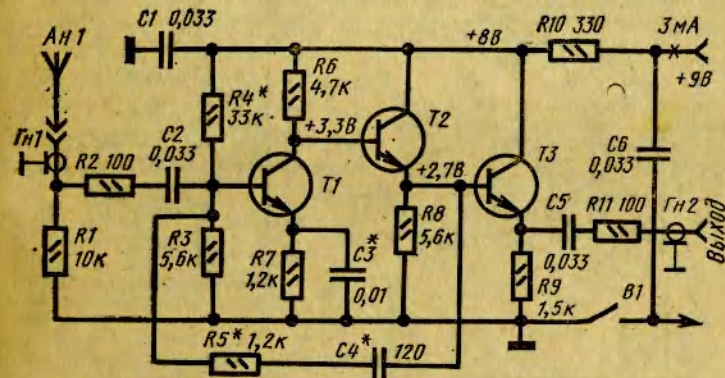 Ан 1
Гн1
C1 0,033
R4*
33к
R6
4,7к
+8В
R10 330
3 мА
+9В
R2 100
C2
0,033
+3,3В
T2
T1
+2,7В
T3
C6
0,033
R1
10к
R3
5,6к
R7
1,2к
C3*
0,01
R8
5,6к
C5
0,033
R11 100
Гн2
ВЫХОД
R9
1,5к
В1
R5* 1,2к
C4* 120